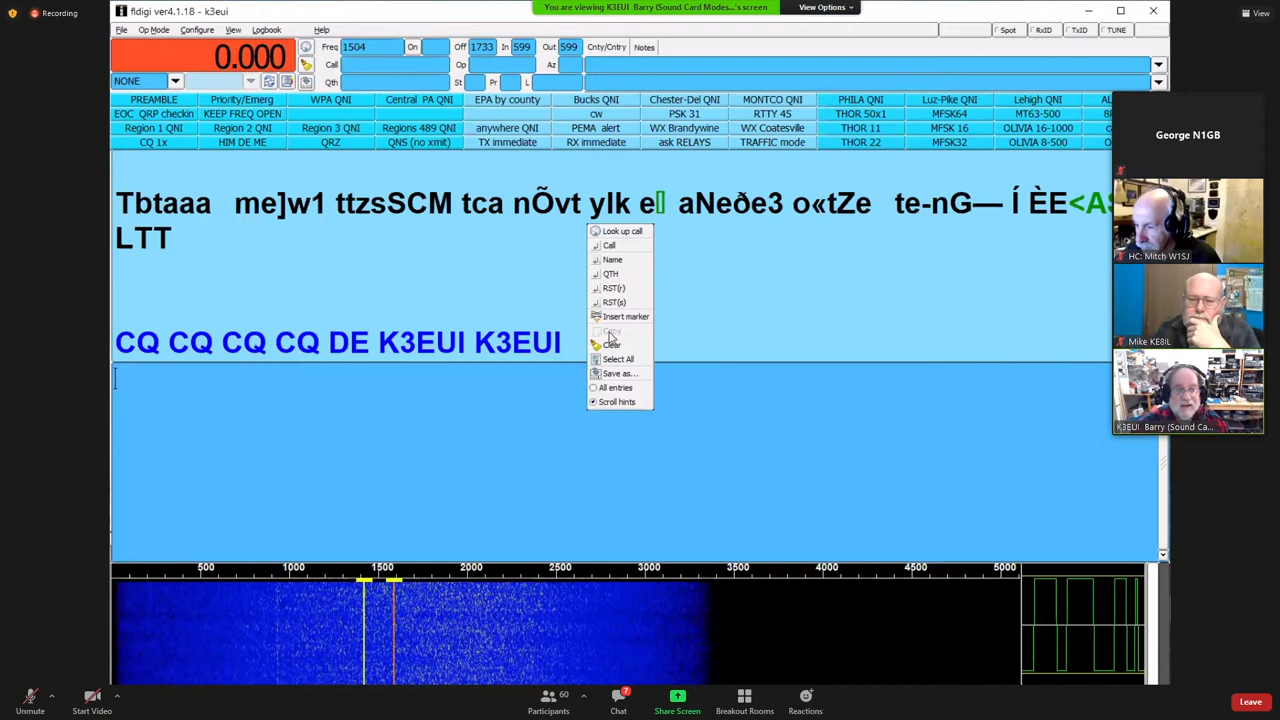 Recording
You are viewing K3EUI Barry (Sound Card Modes...'s screen
View Options
View
fldigi ver4.1.18 - k3eui
File Op Mode Configure View Logbook Help
Spot RxID TxID TUNE
0.000
Freq 1504 On Off 1733 In 599 Out 599 Cnty/Cntry Notes
Call Op Az
NONE
Qth St Pr L
PREAMBLE Priority/Emerg WPA QNI Central PA QNI EPA by county Bucks QNI Chester-Del QNI MONTCO QNI PHILA QNI Luz-Pike QNI Lehigh QNI
EOC QRP checkin KEEP FREQ OPEN cw PSK 31 RTTY 45 THOR 50x1 MFSK64 MT63-500
Region 1 QNI Region 2 QNI Region 3 QNI Regions 489 QNI anywhere QNI PEMA alert WX Brandywine WX Coatesville THOR 11 MFSK 16 OLIVIA 16-1000
CQ 1x HIM DE ME QRZ QNS (no xmit) TX immediate RX immediate ask RELAYS TRAFFIC mode THOR 22 MFSK32 OLIVIA 8-500
Tbtaaa me]w1 ttzsSCM tca nÕvt ylk e aNeðe3 o«tZe te-nG— Í ÈE<AS
LTT
CQ CQ CQ CQ DE K3EUI K3EUI
Look up call
Call
Name
QTH
RST(r)
RST(s)
Insert marker
Copy
Clear
Select All
Save as...
All entries
Scroll hints
George N1GB
HC: Mitch W1SJ
Mike KE8IL
K3EUI Barry (Sound Ca...
500 1000 1500 2000 2500 3000 3500 4000 4500 5000
Unmute
Start Video
Participants 60
Chat 7
Share Screen
Breakout Rooms
Reactions
Leave